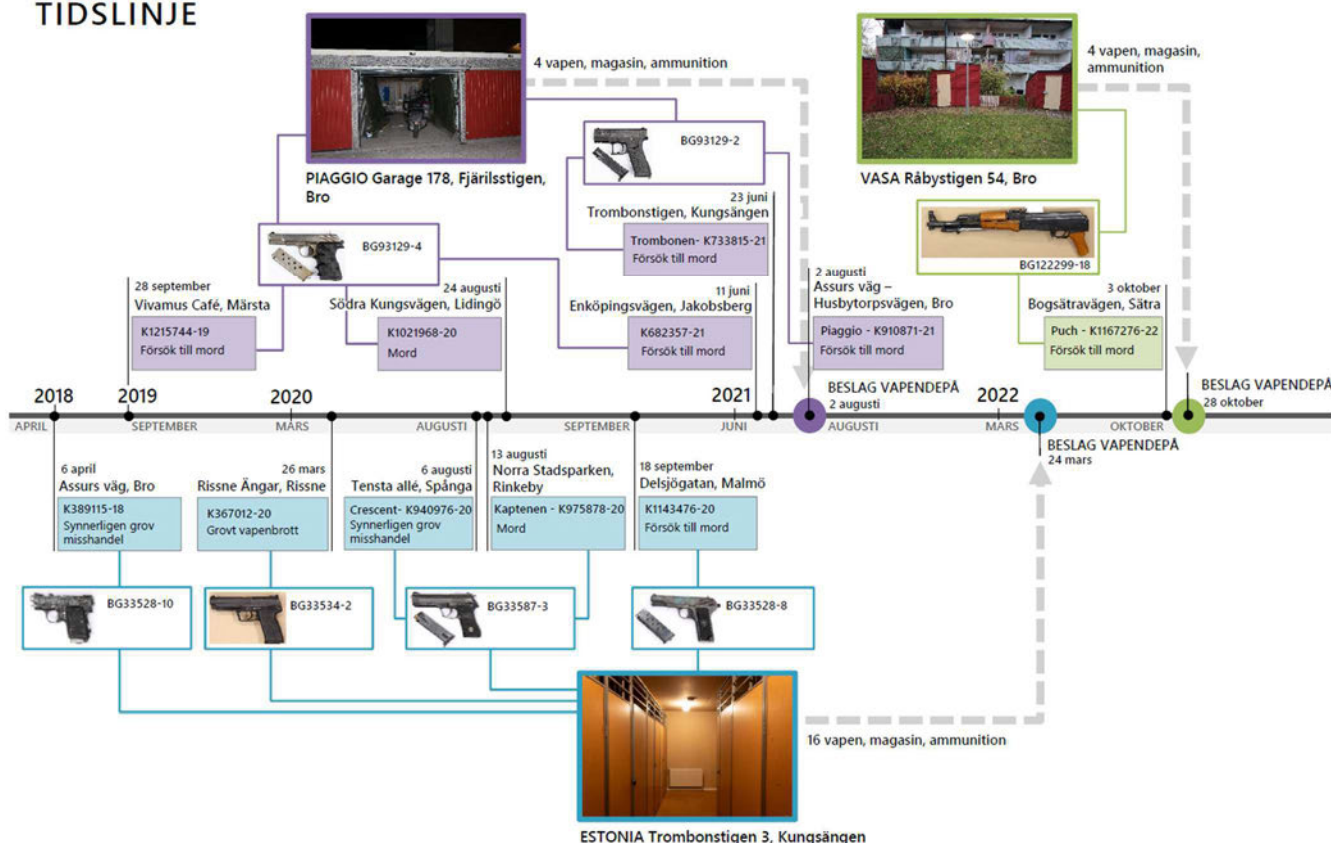 TIDSLINJE
4 vapen, magasin, ammunition
4 vapen, magasin,
ammunition
BG93129-2
PIAGGIO Garage 178, Fjärilsstigen,
Bro
VASA Råbystigen 54, Bro
23 juni
Trombonstigen, Kungsängen
Trombonen- K733815-21
Försök till mord
BG93129-4
BG122299-18
28 september
Vivamus Café, Märsta
K1215744-19
Försök till mord
24 augusti
Södra Kungsvägen, Lidingö
K1021968-20
Mord
11 juni
Enköpingsvägen, Jakobsberg
K682357-21
Försök till mord
2 augusti
Assurs väg –
Husbytorpsvägen, Bro
Piaggio - K910871-21
Försök till mord
3 oktober
Bogsätravägen, Sätra
Puch - K1167276-22
Försök till mord
2018
2019
2020
2021
BESLAG VAPENDEPÅ
2 augusti
2022
BESLAG VAPENDEPÅ
28 oktober
APRIL
SEPTEMBER
MARS
AUGUSTI
SEPTEMBER
JUNI
AUGUSTI
MARS
OKTOBER
BESLAG VAPENDEPÅ
24 mars
6 april
Assurs väg, Bro
K389115-18
Synnerligen grov
misshandel
26 mars
Rissne Ängar, Rissne
K367012-20
Grovt vapenbrott
6 augusti
Tensta allé, Spånga
Crescent- K940976-20
Synnerligen grov
misshandel
13 augusti
Norra Stadsparken,
Rinkeby
Kaptenen - K975878-20
Mord
18 september
Delsjögatan, Malmö
K1143476-20
Försök till mord
BG33528-10
BG33534-2
BG33587-3
BG33528-8
16 vapen, magasin, ammunition
ESTONIA Trombonstigen 3, Kungsängen